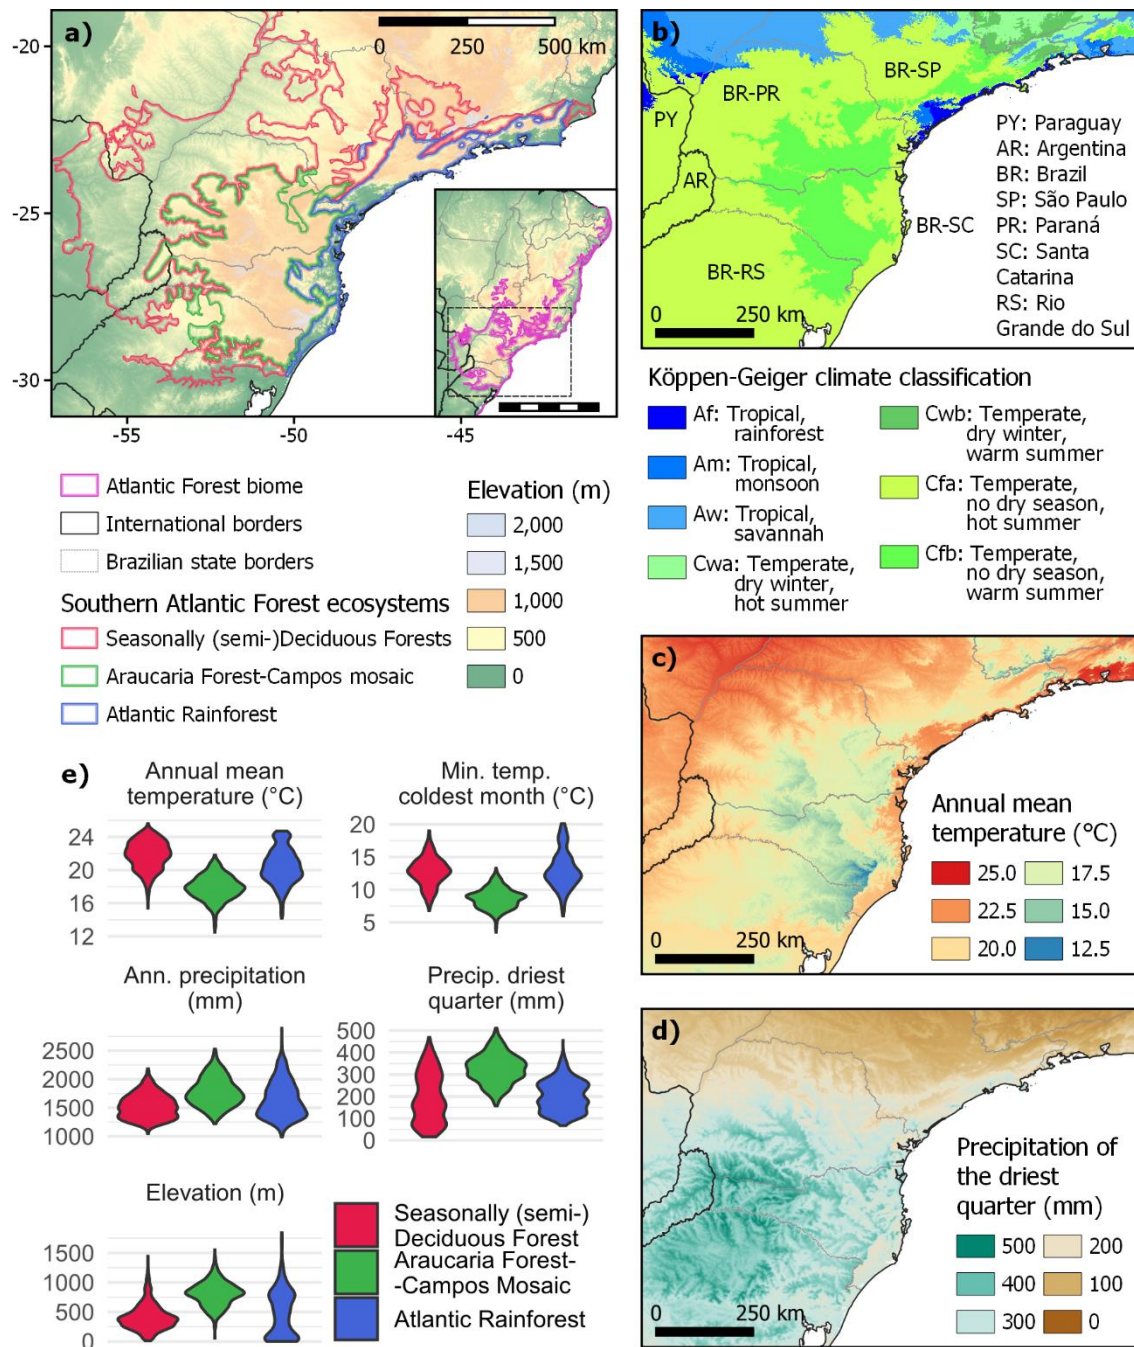 a)
0
250
500 km
-20
-25
-30
-55
-50
-45
Atlantic Forest biome
International borders
Brazilian state borders
Southern Atlantic Forest ecosystems
Seasonally (semi-)Deciduous Forests
Araucaria Forest-Campos mosaic
Atlantic Rainforest
Elevation (m)
2,000
1,500
1,000
500
0
b)
BR-SP
BR-PR
PY
AR
BR-SC
BR-RS
0
250 km
PY: Paraguay
AR: Argentina
BR: Brazil
SP: São Paulo
PR: Paraná
SC: Santa
Catarina
RS: Rio
Grande do Sul
Köppen-Geiger climate classification
Af: Tropical,
rainforest
Am: Tropical,
monsoon
Aw: Tropical,
savannah
Cwa: Temperate,
dry winter,
hot summer
Cwb: Temperate,
dry winter,
warm summer
Cfa: Temperate,
no dry season,
hot summer
Cfb: Temperate,
no dry season,
warm summer
c)
0
250 km
Annual mean
temperature (°C)
25.0
22.5
20.0
17.5
15.0
12.5
d)
0
250 km
Precipitation of
the driest
quarter (mm)
500
400
300
200
100
0
e)
Annual mean
temperature (°C)
24
20
16
12
Min. temp.
coldest month (°C)
20
15
10
5
Ann. precipitation
(mm)
2500
2000
1500
1000
Precip. driest
quarter (mm)
500
400
300
200
100
0
Elevation (m)
1500
1000
500
0
Seasonally (semi-)
Deciduous Forest
Araucaria Forest-
-Campos Mosaic
Atlantic Rainforest